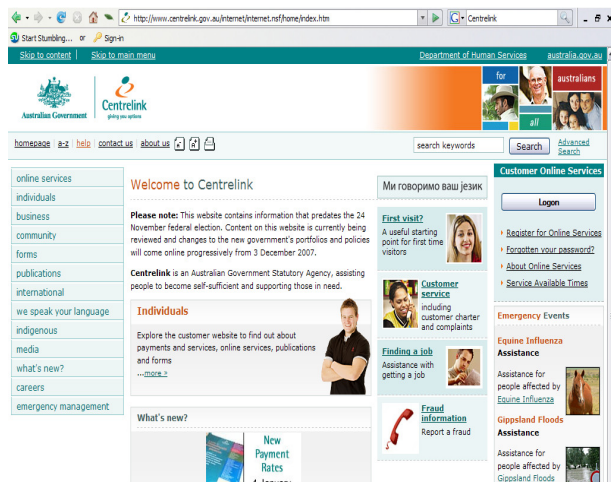 http://www.centrelink.gov.au/internet/internet.nsf/home/index.htm
Centrelink
Start Stumbling... or Sign-in
Skip to content | Skip to main menu
Department of Human Services australia.gov.au
Australian Government
Centrelink
giving you options
for
australians
all
homepage | a-z | help | contact us | about us
search keywords
Search
Advanced
Search
online services
individuals
business
community
forms
publications
international
we speak your language
indigenous
media
what's new?
careers
emergency management
Welcome to Centrelink
Please note: This website contains information that predates the 24
November federal election. Content on this website is currently being
reviewed and changes to the new government's portfolios and policies
will come online progressively from 3 December 2007.
Centrelink is an Australian Government Statutory Agency, assisting
people to become self-sufficient and supporting those in need.
Individuals
Explore the customer website to find out about
payments and services, online services, publications
and forms
...more >
What's new?
New
Payment
Rates
Ми говоримо ваш језик
First visit?
A useful starting
point for first time
visitors
Customer
service
including
customer charter
and complaints
Finding a job
Assistance with
getting a job
Fraud
information
Report a fraud
Customer Online Services
Logon
Register for Online Services
Forgotten your password?
About Online Services
Service Available Times
Emergency Events
Equine Influenza
Assistance
Assistance for
people affected by
Equine Influenza
Gippsland Floods
Assistance
Assistance for
people affected by
Gippsland Floods